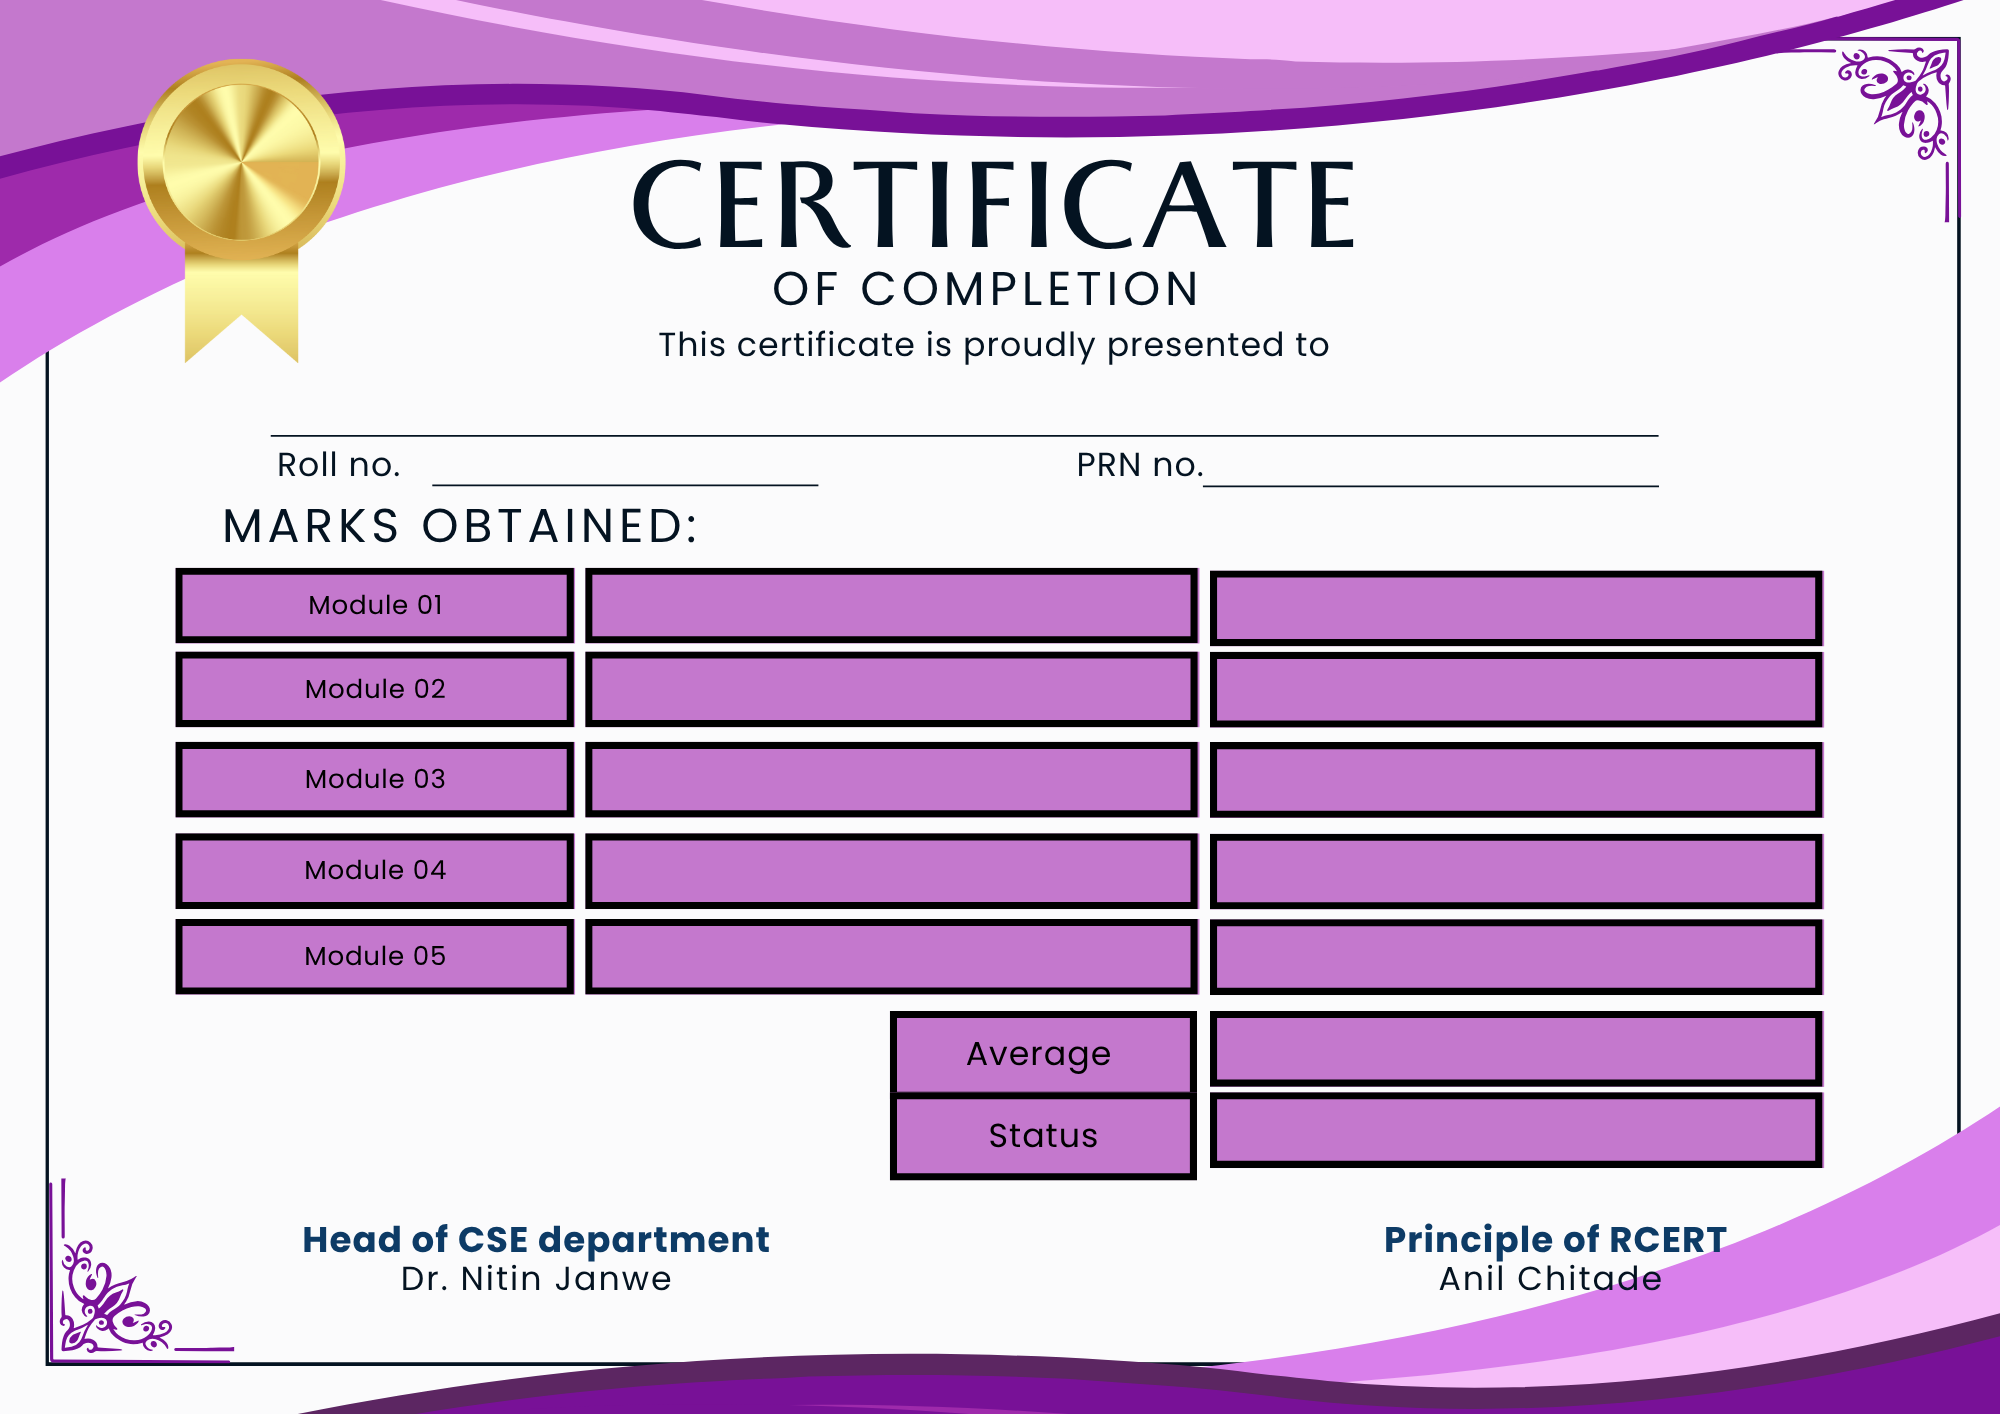 CERTIFICATE
OF COMPLETION
This certificate is proudly presented to
Roll no.
PRN no.
MARKS OBTAINED:
Module 01
Module 02
Module 03
Module 04
Module 05
Average
Status
Head of CSE department
Dr. Nitin Janwe
Principle of RCERT
Anil Chitade